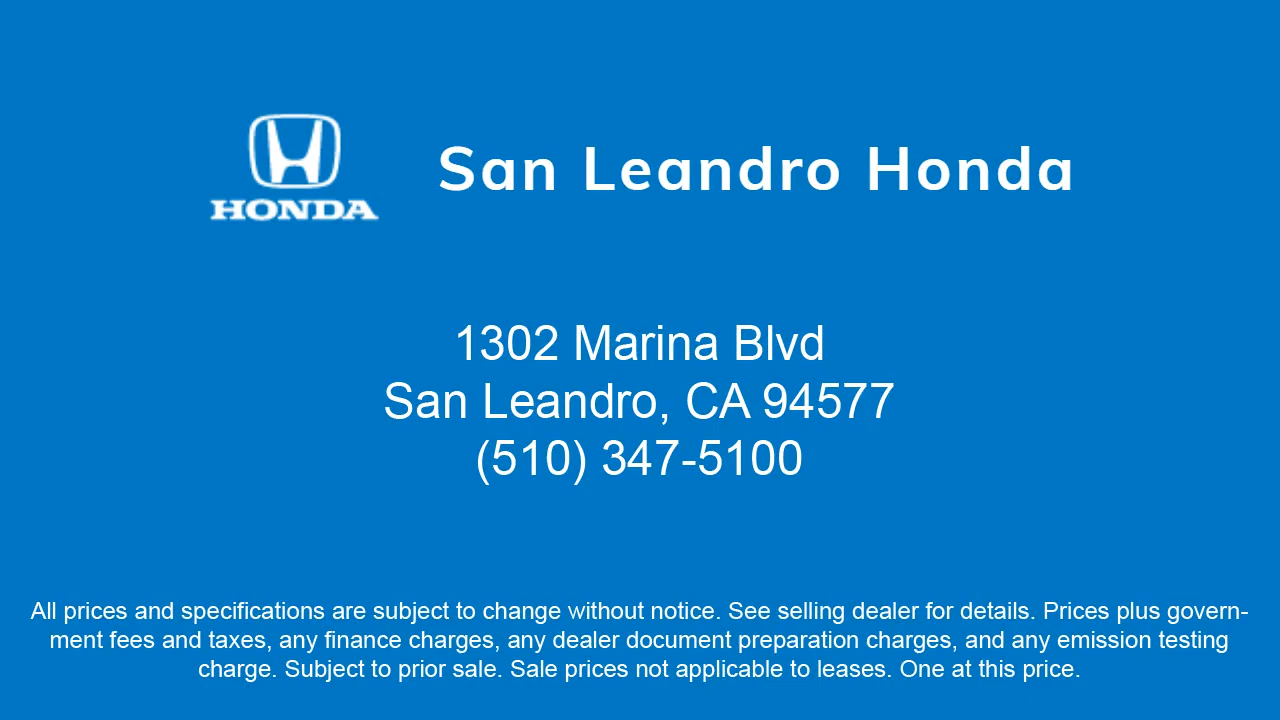 HONDA
San Leandro Honda
1302 Marina Blvd
San Leandro, CA 94577
(510) 347-5100
All prices and specifications are subject to change without notice. See selling dealer for details. Prices plus govern-
ment fees and taxes, any finance charges, any dealer document preparation charges, and any emission testing
charge. Subject to prior sale. Sale prices not applicable to leases. One at this price.